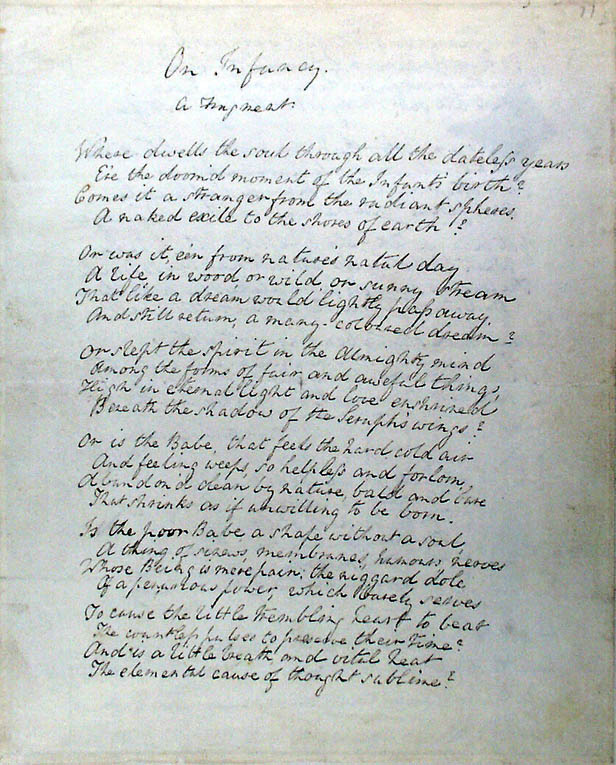 On Infancy.
A Fragment.
Where dwells the soul through all the dateless years
Ere the doomd moment of the Infants birth?
Comes it a stranger from the radiant spheres,
A naked exile to the shores of earth!?
Or was it, e'en from nature's natal day
A Life, in wood or wild, or sunny stream
That like a dream would lightly pass away.
And still return, a many-coloured dream?
Or slept the spirit in the Almighty mind
Among the forms of fair and aweful things,
High in eternal light and love enshrined
Beneath the shadow of the Seraph's wings?
Or is the Babe, that feels the hard cold air
And feeling weeps, so helpless and forlorn,
Abandon'd clean by nature, bald and bare
That shrinks as if unwilling to be born.
Is the poor Babe a shape without a soul,
A thing of sinews, membranes, humours, nerves
Whose Being is mere pain; the niggard dole
Of a penurious power, which barely serves
To cause the little trembling heart to beat
The countless pulses to preserve their time?
And is a little breath and vital heat
The elemental cause of thought sublime?